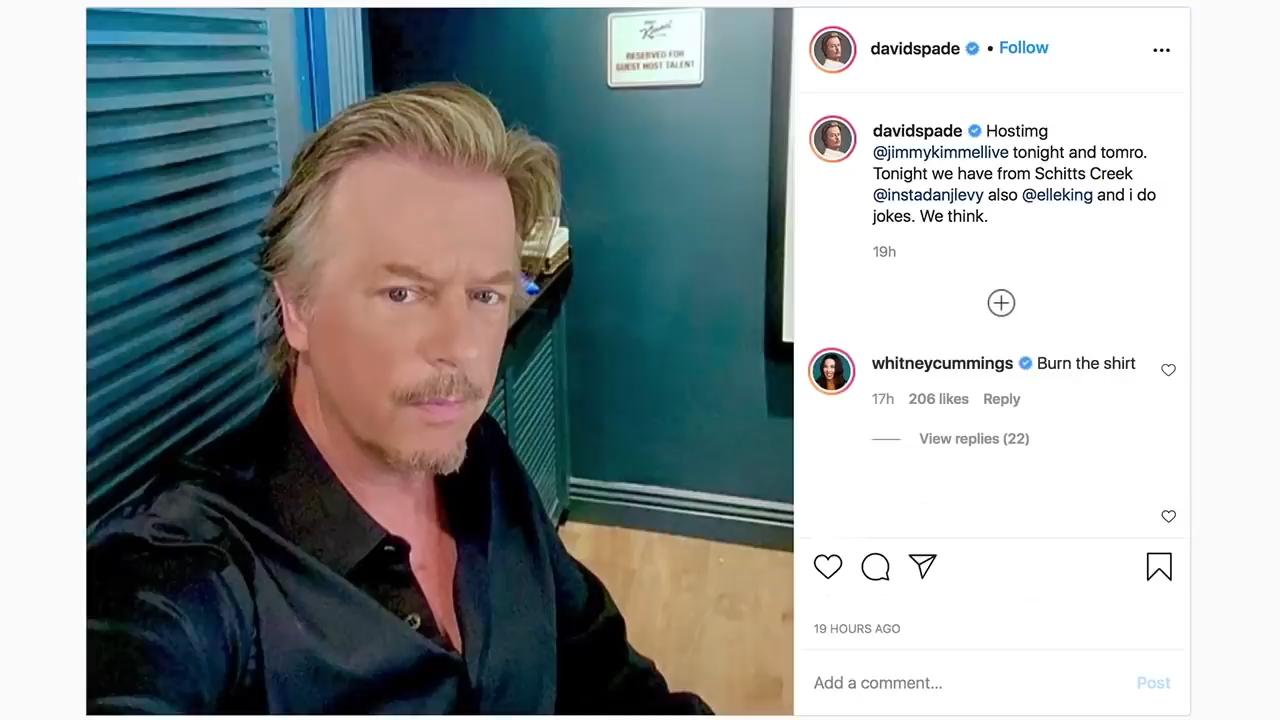 Kimmel
RESERVED FOR
GUEST HOST TALENT
davidspade • Follow
davidspade Hostimg
@jimmykimmellive tonight and tomro.
Tonight we have from Schitts Creek
@instadanjlevy also @elleking and i do
jokes. We think.
19h
whitneycummings Burn the shirt
17h 206 likes Reply
View replies (22)
19 HOURS AGO
Add a comment...
Post